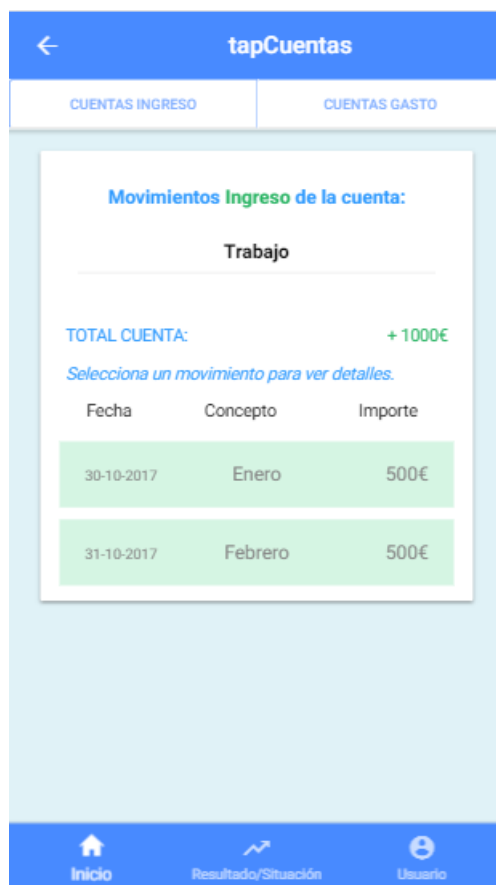 tapCuentas
CUENTAS INGRESO CUENTAS GASTO
Movimientos Ingreso de la cuenta:
Trabajo
TOTAL CUENTA: + 1000€
Selecciona un movimiento para ver detalles.
Fecha Concepto Importe
30-10-2017 Enero 500€
31-10-2017 Febrero 500€
Inicio Resultado/Situación Usuario